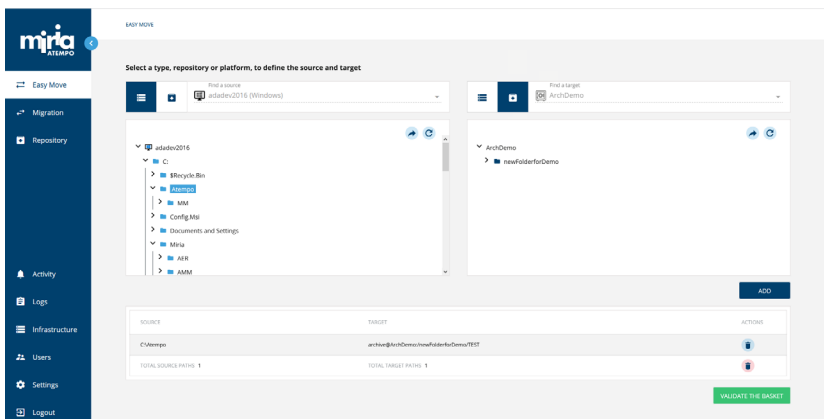 miria
ATEMPO
EASY MOVE
Easy Move
Migration
Repository
Activity
Logs
Infrastructure
Users
Settings
Logout
Select a type, repository or platform, to define the source and target
Find a source
adadev2016 (Windows)
Find a target
ArchDemo
adadev2016
C:
$Recycle.Bin
Atempo
MM
Config.Msi
Documents and Settings
Miria
AER
AMM
ArchDemo
newFolderforDemo
ADD
SOURCE TARGET ACTIONS
C:\Atempo archive@ArchDemo:/newFolderforDemo/TEST
TOTAL SOURCE PATHS 1 TOTAL TARGET PATHS 1
VALIDATE THE BASKET